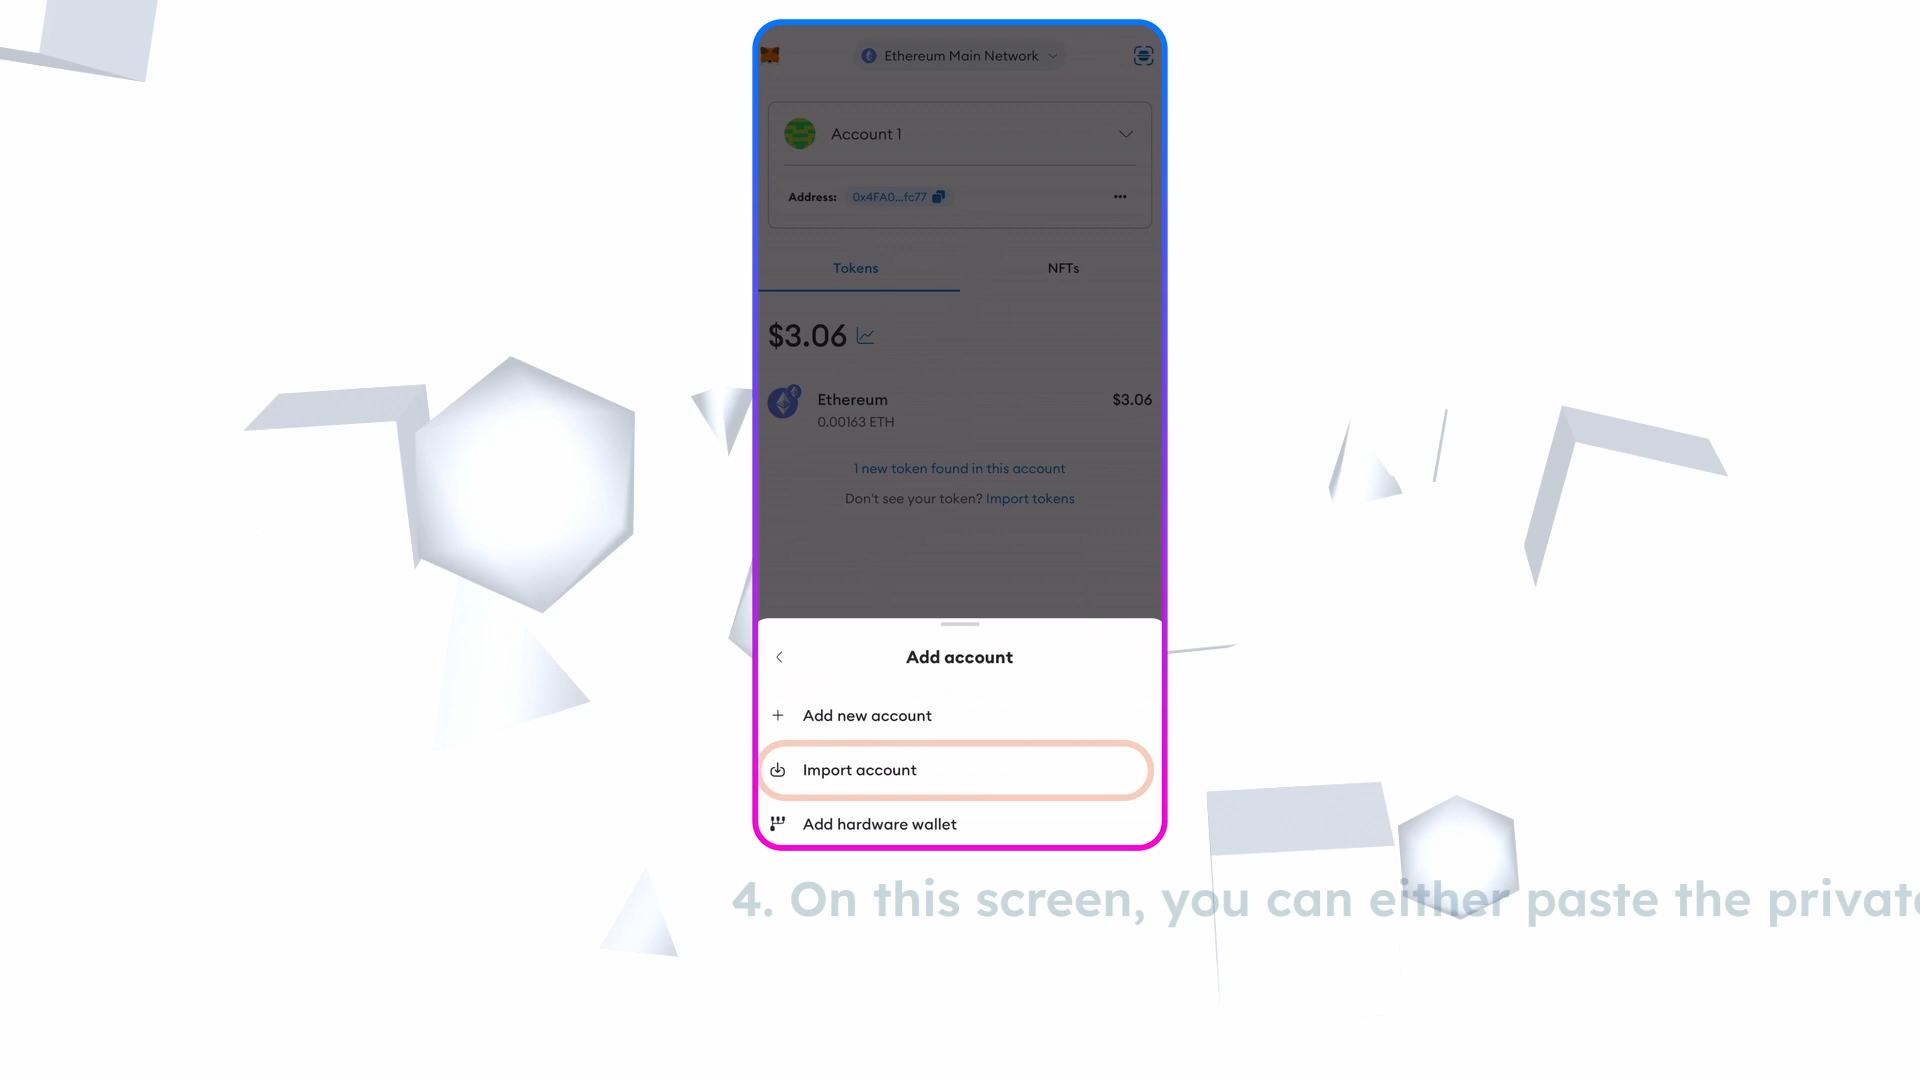 Ethereum Main Network
Account 1
Address: 0x4FA0...fc77
Tokens
NFTs
$3.06
Ethereum
$3.06
0.00163 ETH
1 new token found in this account
Don't see your token? Import tokens
Add account
Add new account
Import account
Add hardware wallet
4. On this screen, you can either paste the private